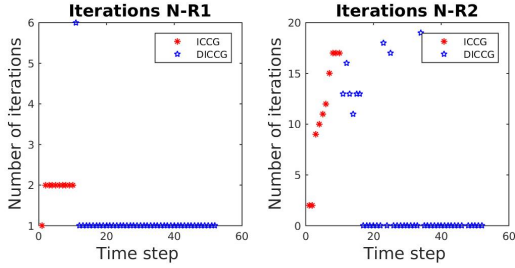 Iterations N-R1
Number of iterations
6
5
4
3
2
1
0
20
40
60
Time step
ICCG
DICCG
Iterations N-R2
Number of iterations
20
15
10
5
0
0
20
40
60
Time step
ICCG
DICCG